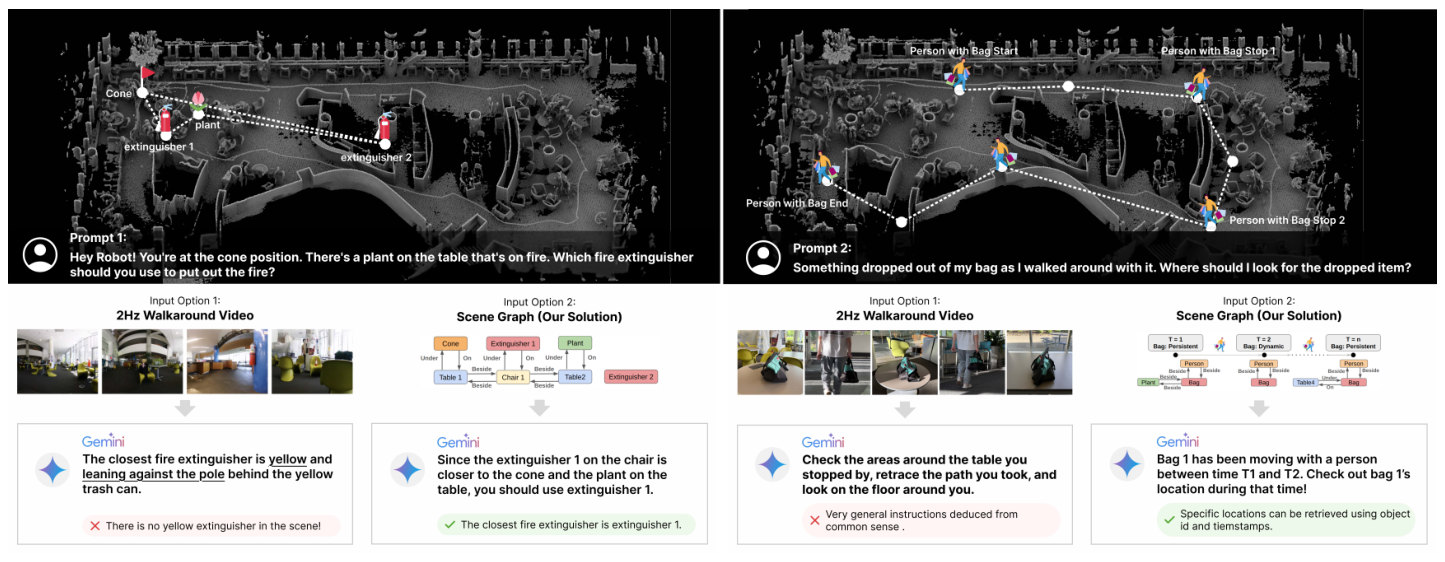 Cone
plant
extinguisher 1
extinguisher 2
Prompt 1:
Hey Robot! You're at the cone position. There's a plant on the table that's on fire. Which fire extinguisher
should you use to put out the fire?
Person with Bag Start
Person with Bag Stop 1
Person with Bag End
Person with Bag Stop 2
Prompt 2:
Something dropped out of my bag as I walked around with it. Where should I look for the dropped item?
Input Option 1:
2Hz Walkaround Video
Input Option 2:
Scene Graph (Our Solution)
Cone
Extinguisher 1
Plant
Under
On
Under
On
Under
On
Table 1
Beside
Beside
Chair 1
Beside
Beside
Table2
Extinguisher 2
Gemini
The closest fire extinguisher is yellow and
leaning against the pole behind the yellow
trash can.
There is no yellow extinguisher in the scene!
Gemini
Since the extinguisher 1 on the chair is
closer to the cone and the plant on the
table, you should use extinguisher 1.
The closest fire extinguisher is extinguisher 1.
Input Option 1:
2Hz Walkaround Video
Input Option 2:
Scene Graph (Our Solution)
T = 1
Bag: Persistent
T = 2
Bag: Dynamic
T = n
Bag: Persistent
Person
Person
Person
Beside
Beside
Beside
Beside
Beside
Beside
Plant
Beside
Beside
Bag
Bag
Table4
Under
On
Bag
Gemini
Check the areas around the table you
stopped by, retrace the path you took, and
look on the floor around you.
Very general instructions deduced from
common sense .
Gemini
Bag 1 has been moving with a person
between time T1 and T2. Check out bag 1's
location during that time!
Specific locations can be retrieved using object
id and tiemstamps.